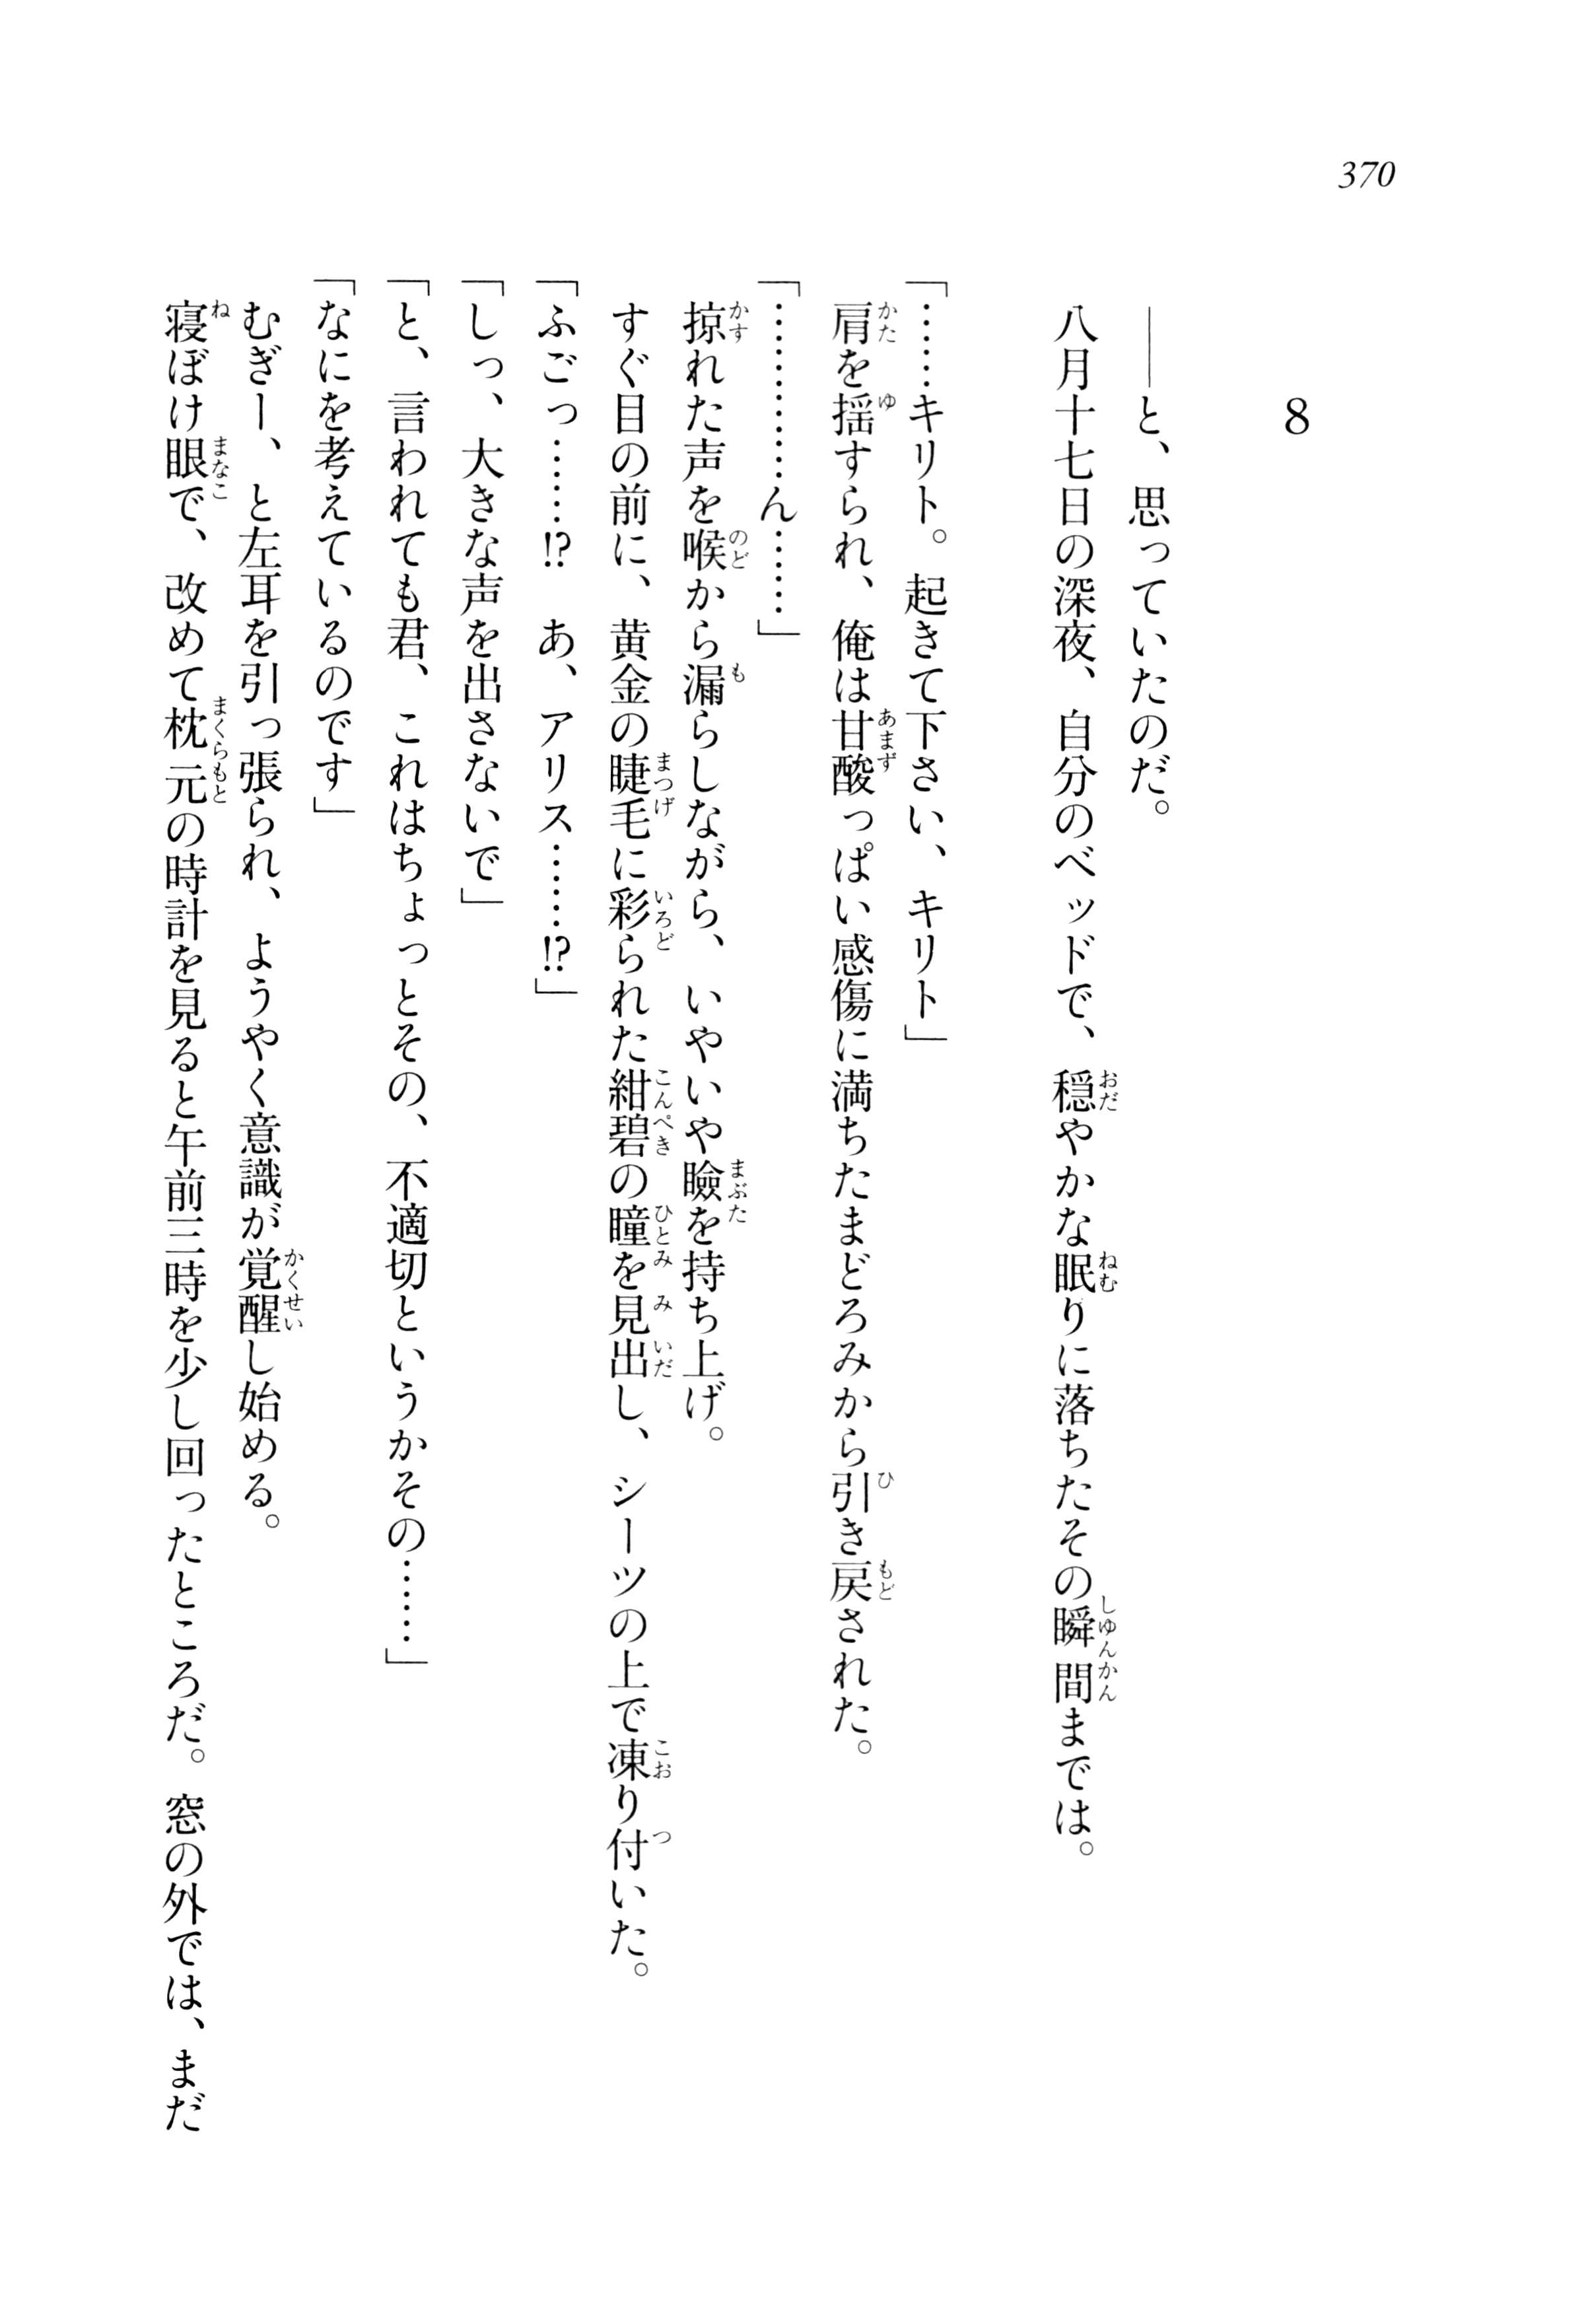 370
8
――と、思っていたのだ。
八月十七日の深夜、自分のベッドで、穏やかな眠りに落ちたその瞬間までは。
「……キリト。起きて下さい、キリト」
肩を揺すられ、俺は甘酸っぱい感傷に満ちたまどろみから引き戻された。
「…………ん……」
掠れた声を喉から漏らしながら、いやいや瞼を持ち上げ。
すぐ目の前に、黄金の睫毛に彩られた紺碧の瞳を見出し、シーツの上で凍り付いた。
「ふごっ……!?　あ、アリス……!?」
「しっ、大きな声を出さないで」
「と、言われても君、これはちょっとその、不適切というかその……」
「なにを考えているのです」
むぎー、と左耳を引っ張られ、ようやく意識が覚醒し始める。
寝ぼけ眼で、改めて枕元の時計を見ると午前三時を少し回ったところだ。窓の外では、まだ